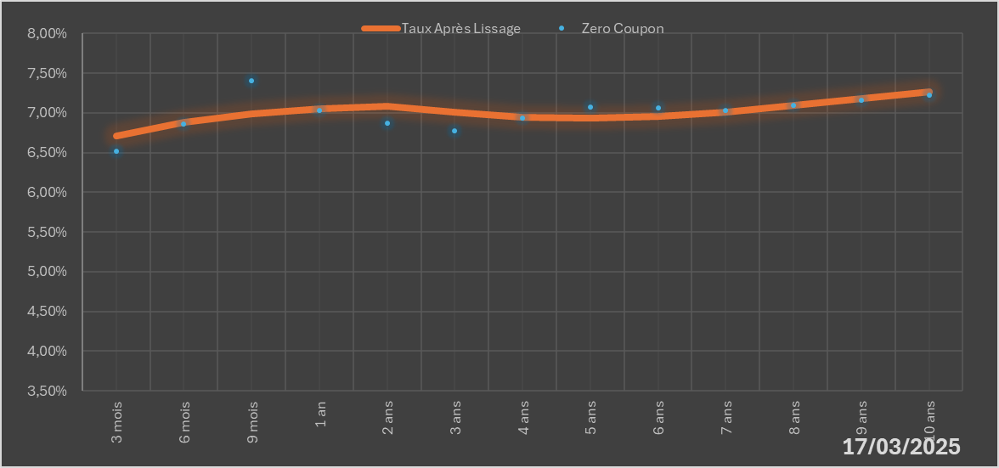 Taux Après Lissage
Zero Coupon
8,00%
7,50%
7,00%
6,50%
6,00%
5,50%
5,00%
4,50%
4,00%
3,50%
3 mois
6 mois
9 mois
1 an
2 ans
3 ans
4 ans
5 ans
6 ans
7 ans
8 ans
9 ans
10 ans
17/03/2025